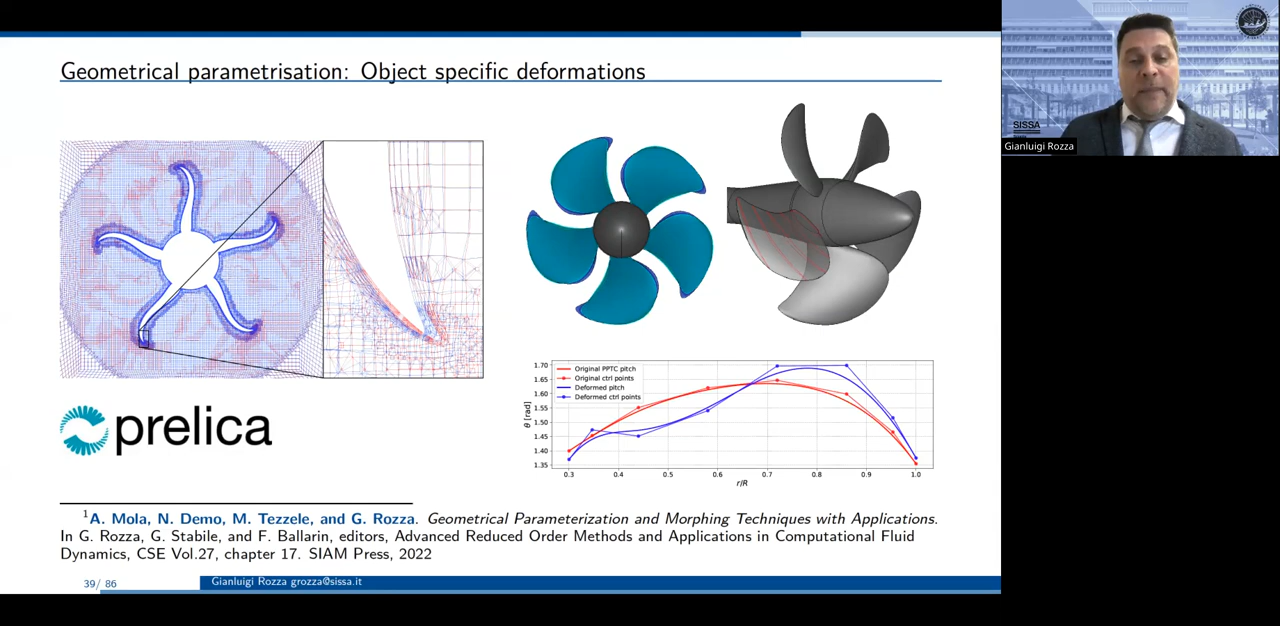 Geometrical parametrisation: Object specific deformations
SISSA
Gianluigi Rozza
prelica
Original PPTC pitch
Original ctrl points
Deformed pitch
Deformed ctrl points
θ [rad]
1.70
1.65
1.60
1.55
1.50
1.45
1.40
1.35
0.3 0.4 0.5 0.6 0.7 0.8 0.9 1.0
r/R
1A. Mola, N. Demo, M. Tezzele, and G. Rozza. Geometrical Parameterization and Morphing Techniques with Applications.
In G. Rozza, G. Stabile, and F. Ballarin, editors, Advanced Reduced Order Methods and Applications in Computational Fluid
Dynamics, CSE Vol.27, chapter 17. SIAM Press, 2022
39/ 86
Gianluigi Rozza grozza@sissa.it